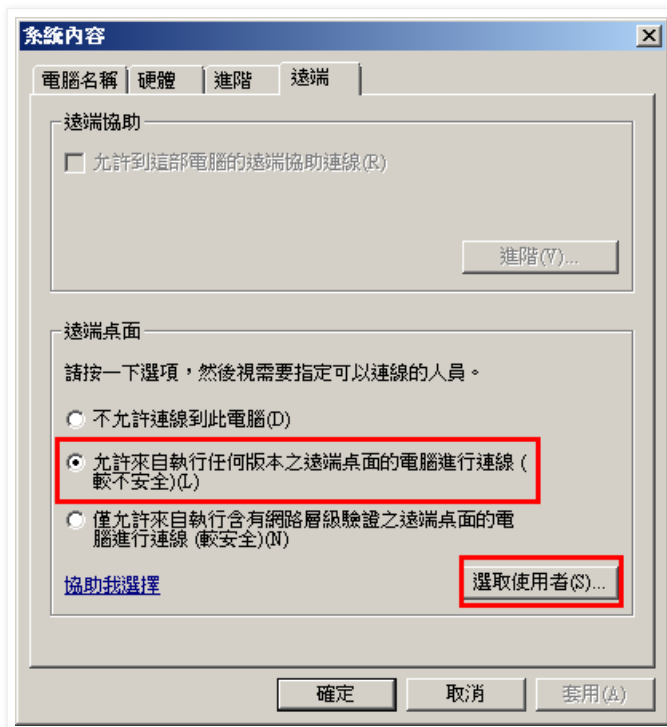 系統內容
電腦名稱 硬體 進階 遠端
遠端協助
允許到這部電腦的遠端協助連線(R)
進階(V)...
遠端桌面
請按一下選項，然後視需要指定可以連線的人員。
不允許連線到此電腦(D)
允許來自執行任何版本之遠端桌面的電腦進行連線 (
較不安全)(L)
僅允許來自執行含有網路層級驗證之遠端桌面的電
腦進行連線 (較安全)(N)
協助我選擇
選取使用者(S)...
確定 取消 套用(A)